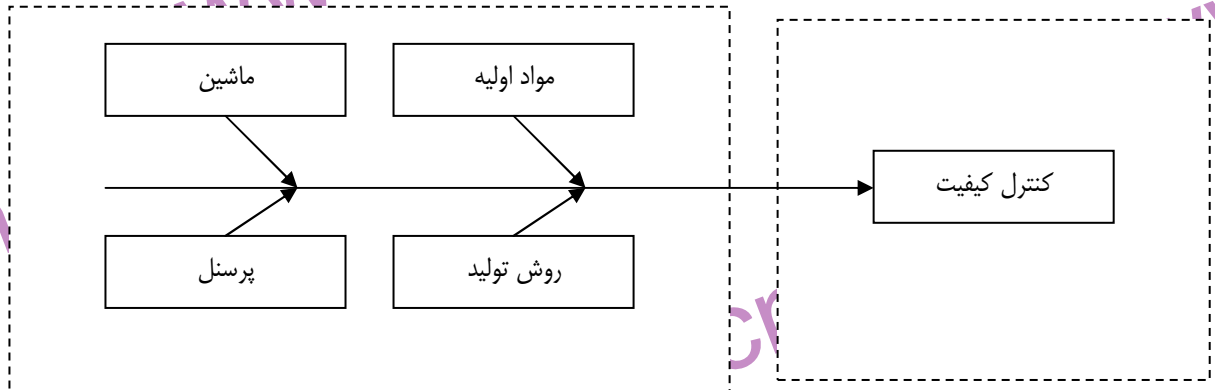 ماشین
مواد اولیه
کنترل کیفیت
پرسنل
روش تولید